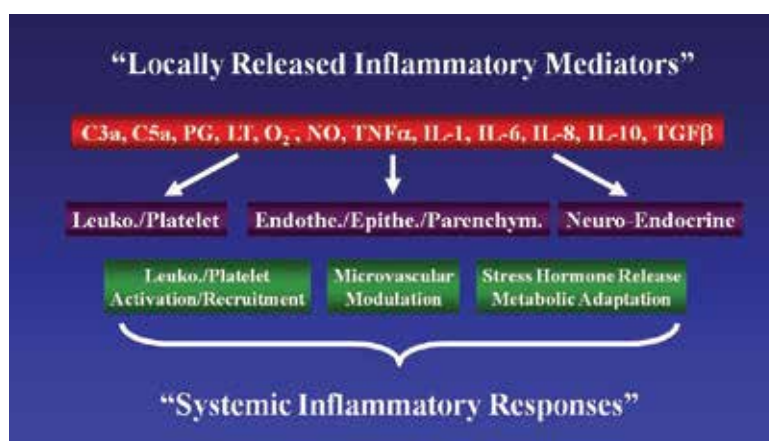 “Locally Released Inflammatory Mediators”
C3a, C5a, PG, LT, O₂⁻, NO, TNFα, IL-1, IL-6, IL-8, IL-10, TGFβ
Leuko./Platelet
Endothe./Epithe./Parenchym.
Neuro-Endocrine
Leuko./Platelet
Activation/Recruitment
Microvascular
Modulation
Stress Hormone Release
Metabolic Adaptation
“Systemic Inflammatory Responses”